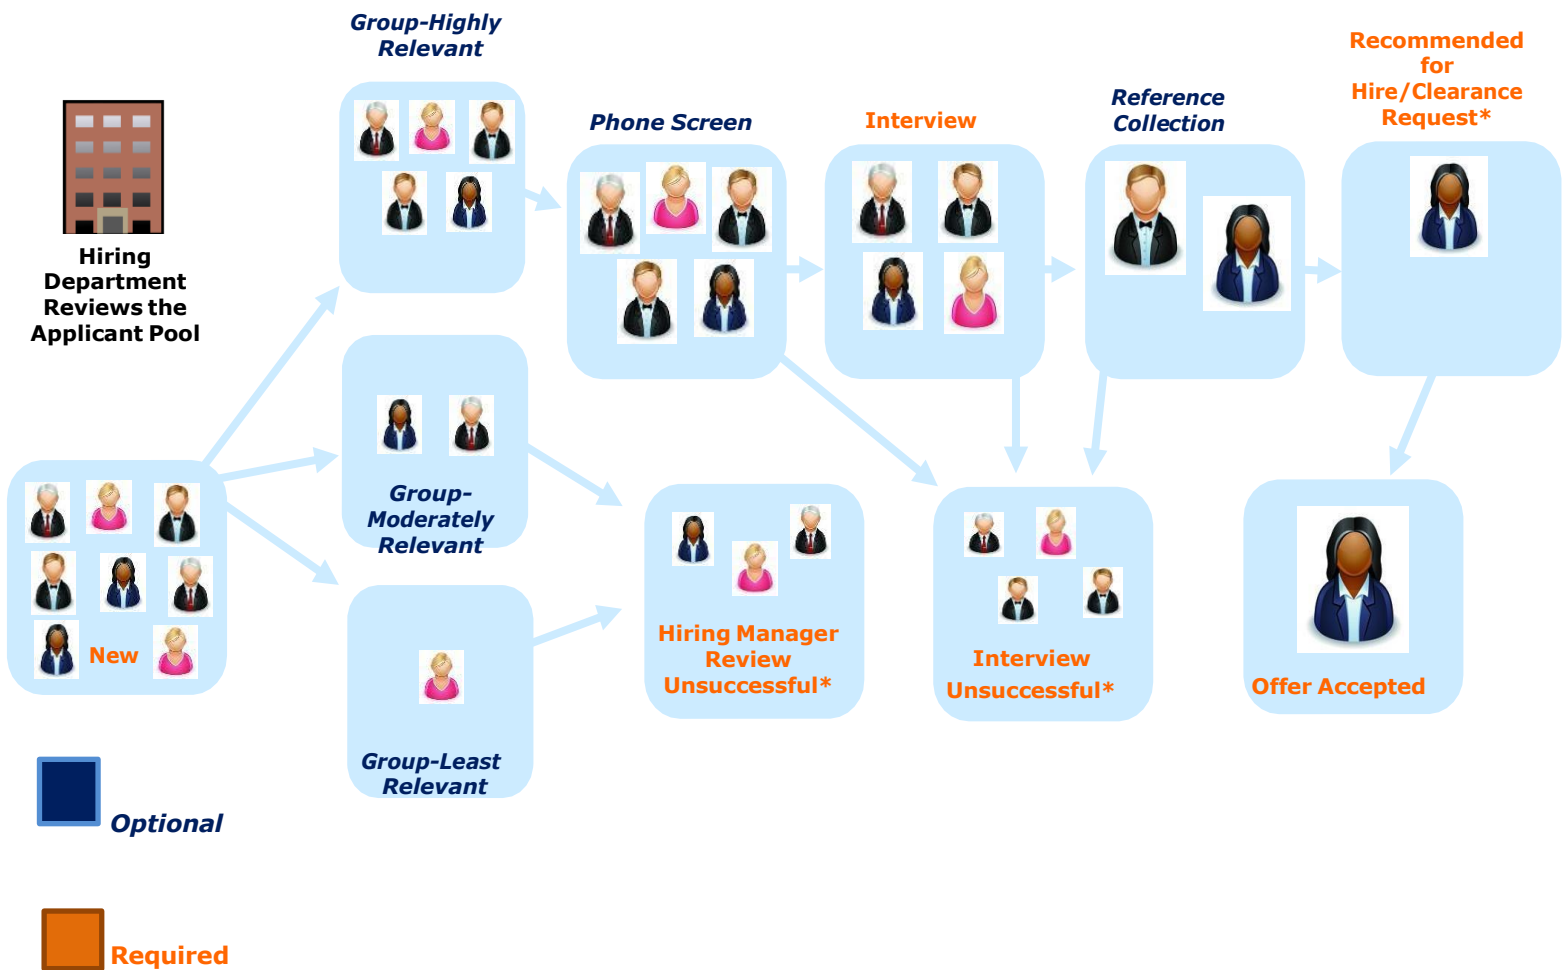 Group-Highly
Relevant
Recommended
for
Hire/Clearance
Request*
Reference
Collection
Phone Screen
Interview
Hiring
Department
Reviews the
Applicant Pool
Group-
Moderately
Relevant
New
Hiring Manager
Review
Unsuccessful*
Interview
Unsuccessful*
Offer Accepted
Group-Least
Relevant
Optional
Required